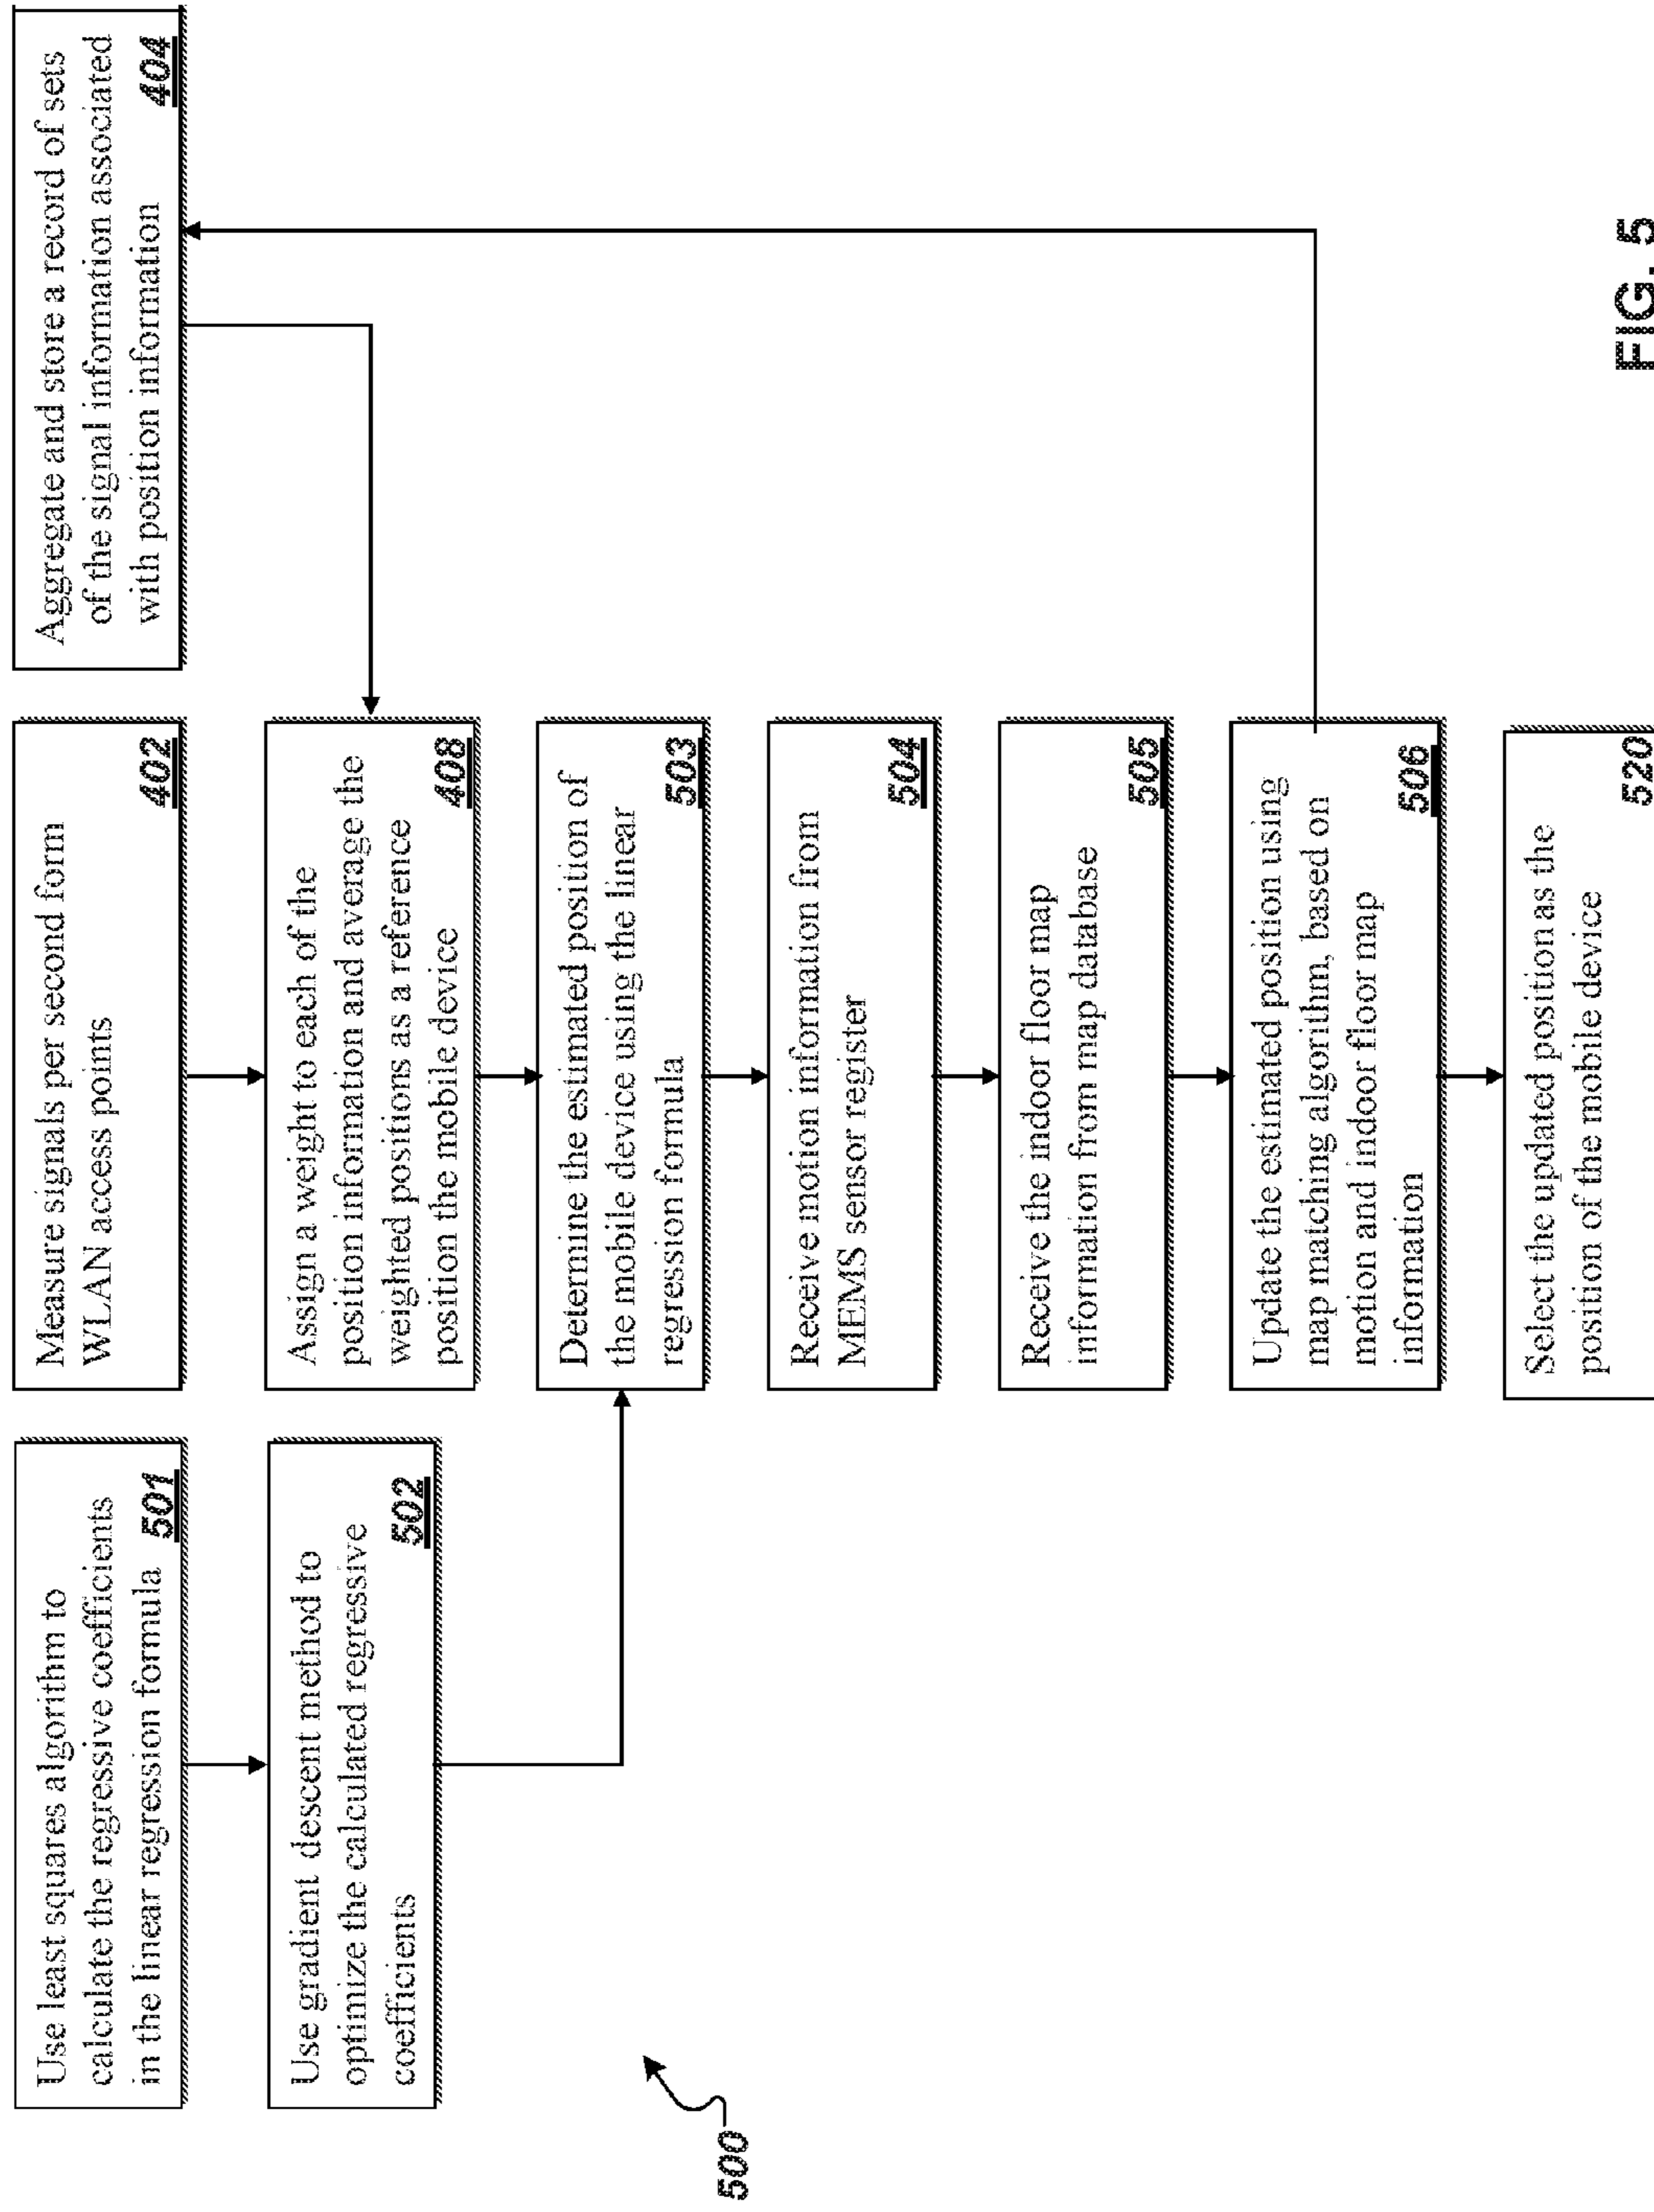 Use least squares algorithm to
calculate the regressive coefficients
in the linear regression formula 501
Use gradient descent method to
optimize the calculated regressive
coefficients 502
Measure signals per second form
WLAN access points 402
Assign a weight to each of the
position information and average the
weighted positions as a reference
position the mobile device 408
Determine the estimated position of
the mobile device using the linear
regression formula 503
Receive motion information from
MEMS sensor register 504
Receive the indoor floor map
information from map database 505
Update the estimated position using
map matching algorithm, based on
motion and indoor floor map
information 506
Select the updated position as the
position of the mobile device 520
Aggregate and store a record of sets
of the signal information associated
with position information 404
500
FIG. 5